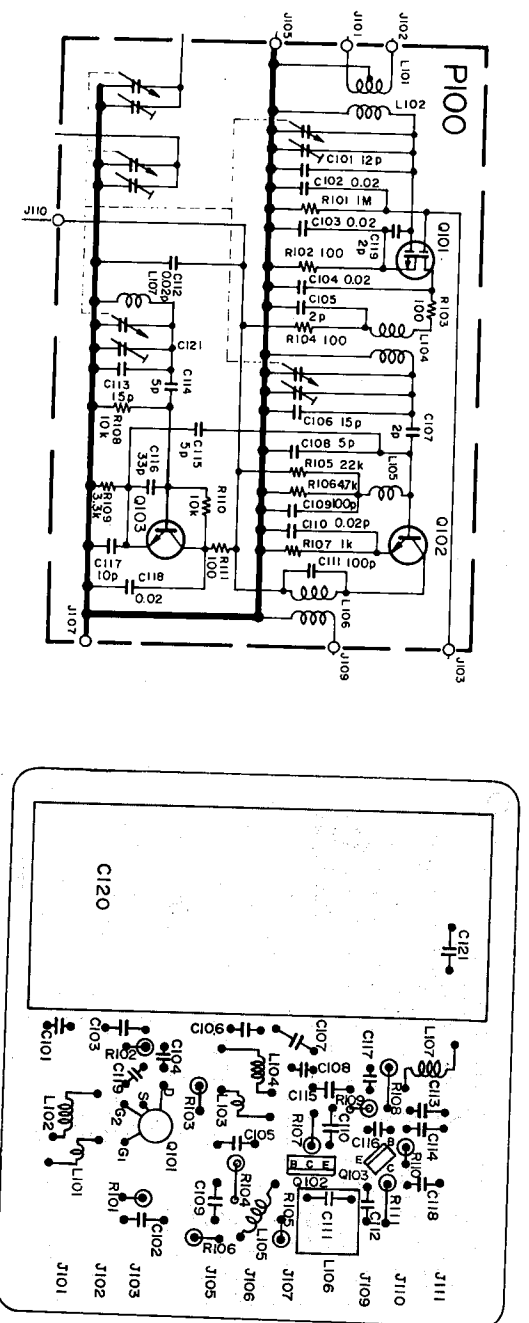 P100
J102
J101
J105
L101
L102
C101 12p
C102 0.02
R101 1M
C103 0.02
C119
2p
Q101
R102 100
C104 0.02
C105
2p
R103
100
R104 100
L104
C106 15p
C107
2p
C108 5p
R105 22k
R106 47k
C109 100p
L105
C110 0.02p
R107 1k
C111 100p
Q102
L106
J109
J103
J110
C112
0.02p
L107
C121
C113
15p
C114
5p
R108
10k
C115
5p
C116
33p
R109
3.3k
Q103
R110
10k
R111
100
C117
10p
C118
0.02
J107
C120
C121
C101
C103
R102
C104
C119
C106
C107
C108
C117
L107
L102
L101
G2
S
D
G1
Q101
R103
L103
L104
C105
R107
C115
C110
R109
R108
C113
C114
C116
B
E
C
R110
B C E
Q102
Q103
R101
C102
R104
C109
R106
L105
R105
C111
L106
C112
R111
C118
J101
J102
J103
J105
J106
J107
J109
J110
J111